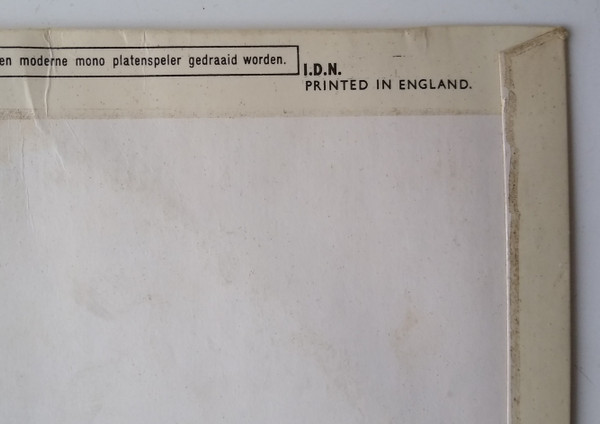 en moderne mono platenspeler gedraaid worden.
I.D.N.
PRINTED IN ENGLAND.